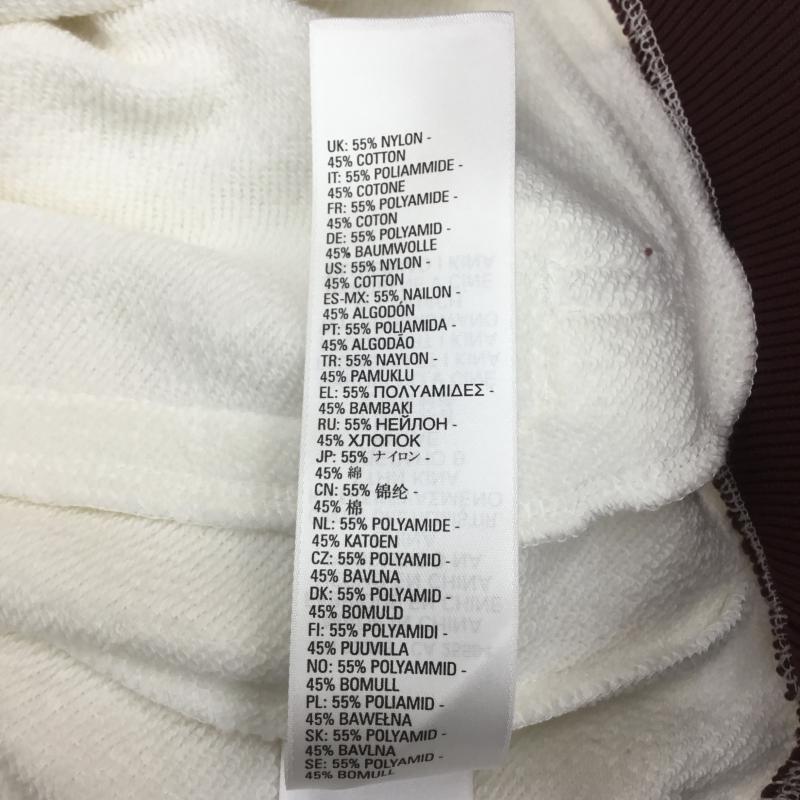 UK: 55% NYLON -
45% COTTON
IT: 55% POLIAMMIDE -
45% COTONE
FR: 55% POLYAMIDE -
45% COTON
DE: 55% POLYAMID -
45% BAUMWOLLE
US: 55% NYLON -
45% COTTON
ES-MX: 55% NAILON -
45% ALGODÓN
PT: 55% POLIAMIDA -
45% ALGODÃO
TR: 55% NAYLON -
45% PAMUKLU
EL: 55% ΠΟΛΥΑΜΙΔΕΣ -
45% ΒΑΜΒΑΚΙ
RU: 55% НЕЙЛОН -
45% ХЛОПОК
JP: 55% ナイロン -
45% 綿
CN: 55% 锦纶 -
45% 棉
NL: 55% POLYAMIDE -
45% KATOEN
CZ: 55% POLYAMID -
45% BAVLNA
DK: 55% POLYAMID -
45% BOMULD
FI: 55% POLYAMIDI -
45% PUUVILLA
NO: 55% POLYAMMID -
45% BOMULL
PL: 55% POLIAMID -
45% BAWEŁNA
SK: 55% POLYAMID -
45% BAVLNA
SE: 55% POLYAMID -
45% BOMULL